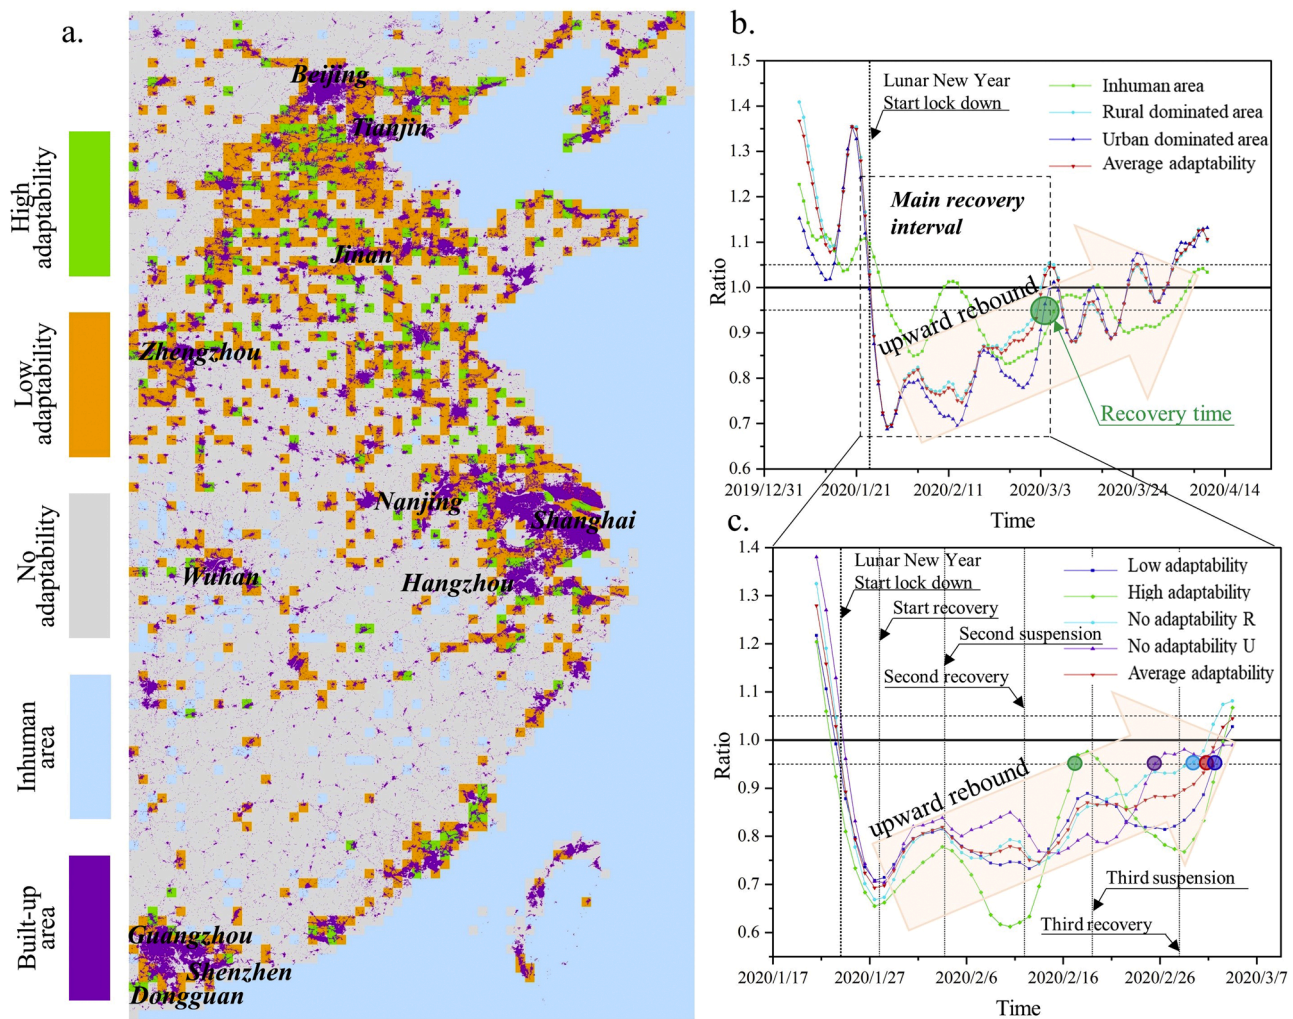 a.
High
adaptability
Low
adaptability
No
adaptability
Inhuman
area
Built-up
area
Beijing
Tianjin
Jinan
Zhengzhou
Nanjing
Shanghai
Wuhan
Hangzhou
Guangzhou
Shenzhen
Dongguan
b.
1.5
1.4
1.3
1.2
1.1
1.0
0.9
0.8
0.7
0.6
Ratio
Lunar New Year
Start lock down
Inhuman area
Rural dominated area
Urban dominated area
Average adaptability
Main recovery
interval
upward rebound
Recovery time
2019/12/31
2020/1/21
2020/2/11
2020/3/3
2020/3/24
2020/4/14
Time
c.
1.4
1.3
1.2
1.1
1.0
0.9
0.8
0.7
0.6
Ratio
Lunar New Year
Start lock down
Start recovery
Second suspension
Second recovery
Low adaptability
High adaptability
No adaptability R
No adaptability U
Average adaptability
upward rebound
Third suspension
Third recovery
2020/1/17
2020/1/27
2020/2/6
2020/2/16
2020/2/26
2020/3/7
Time